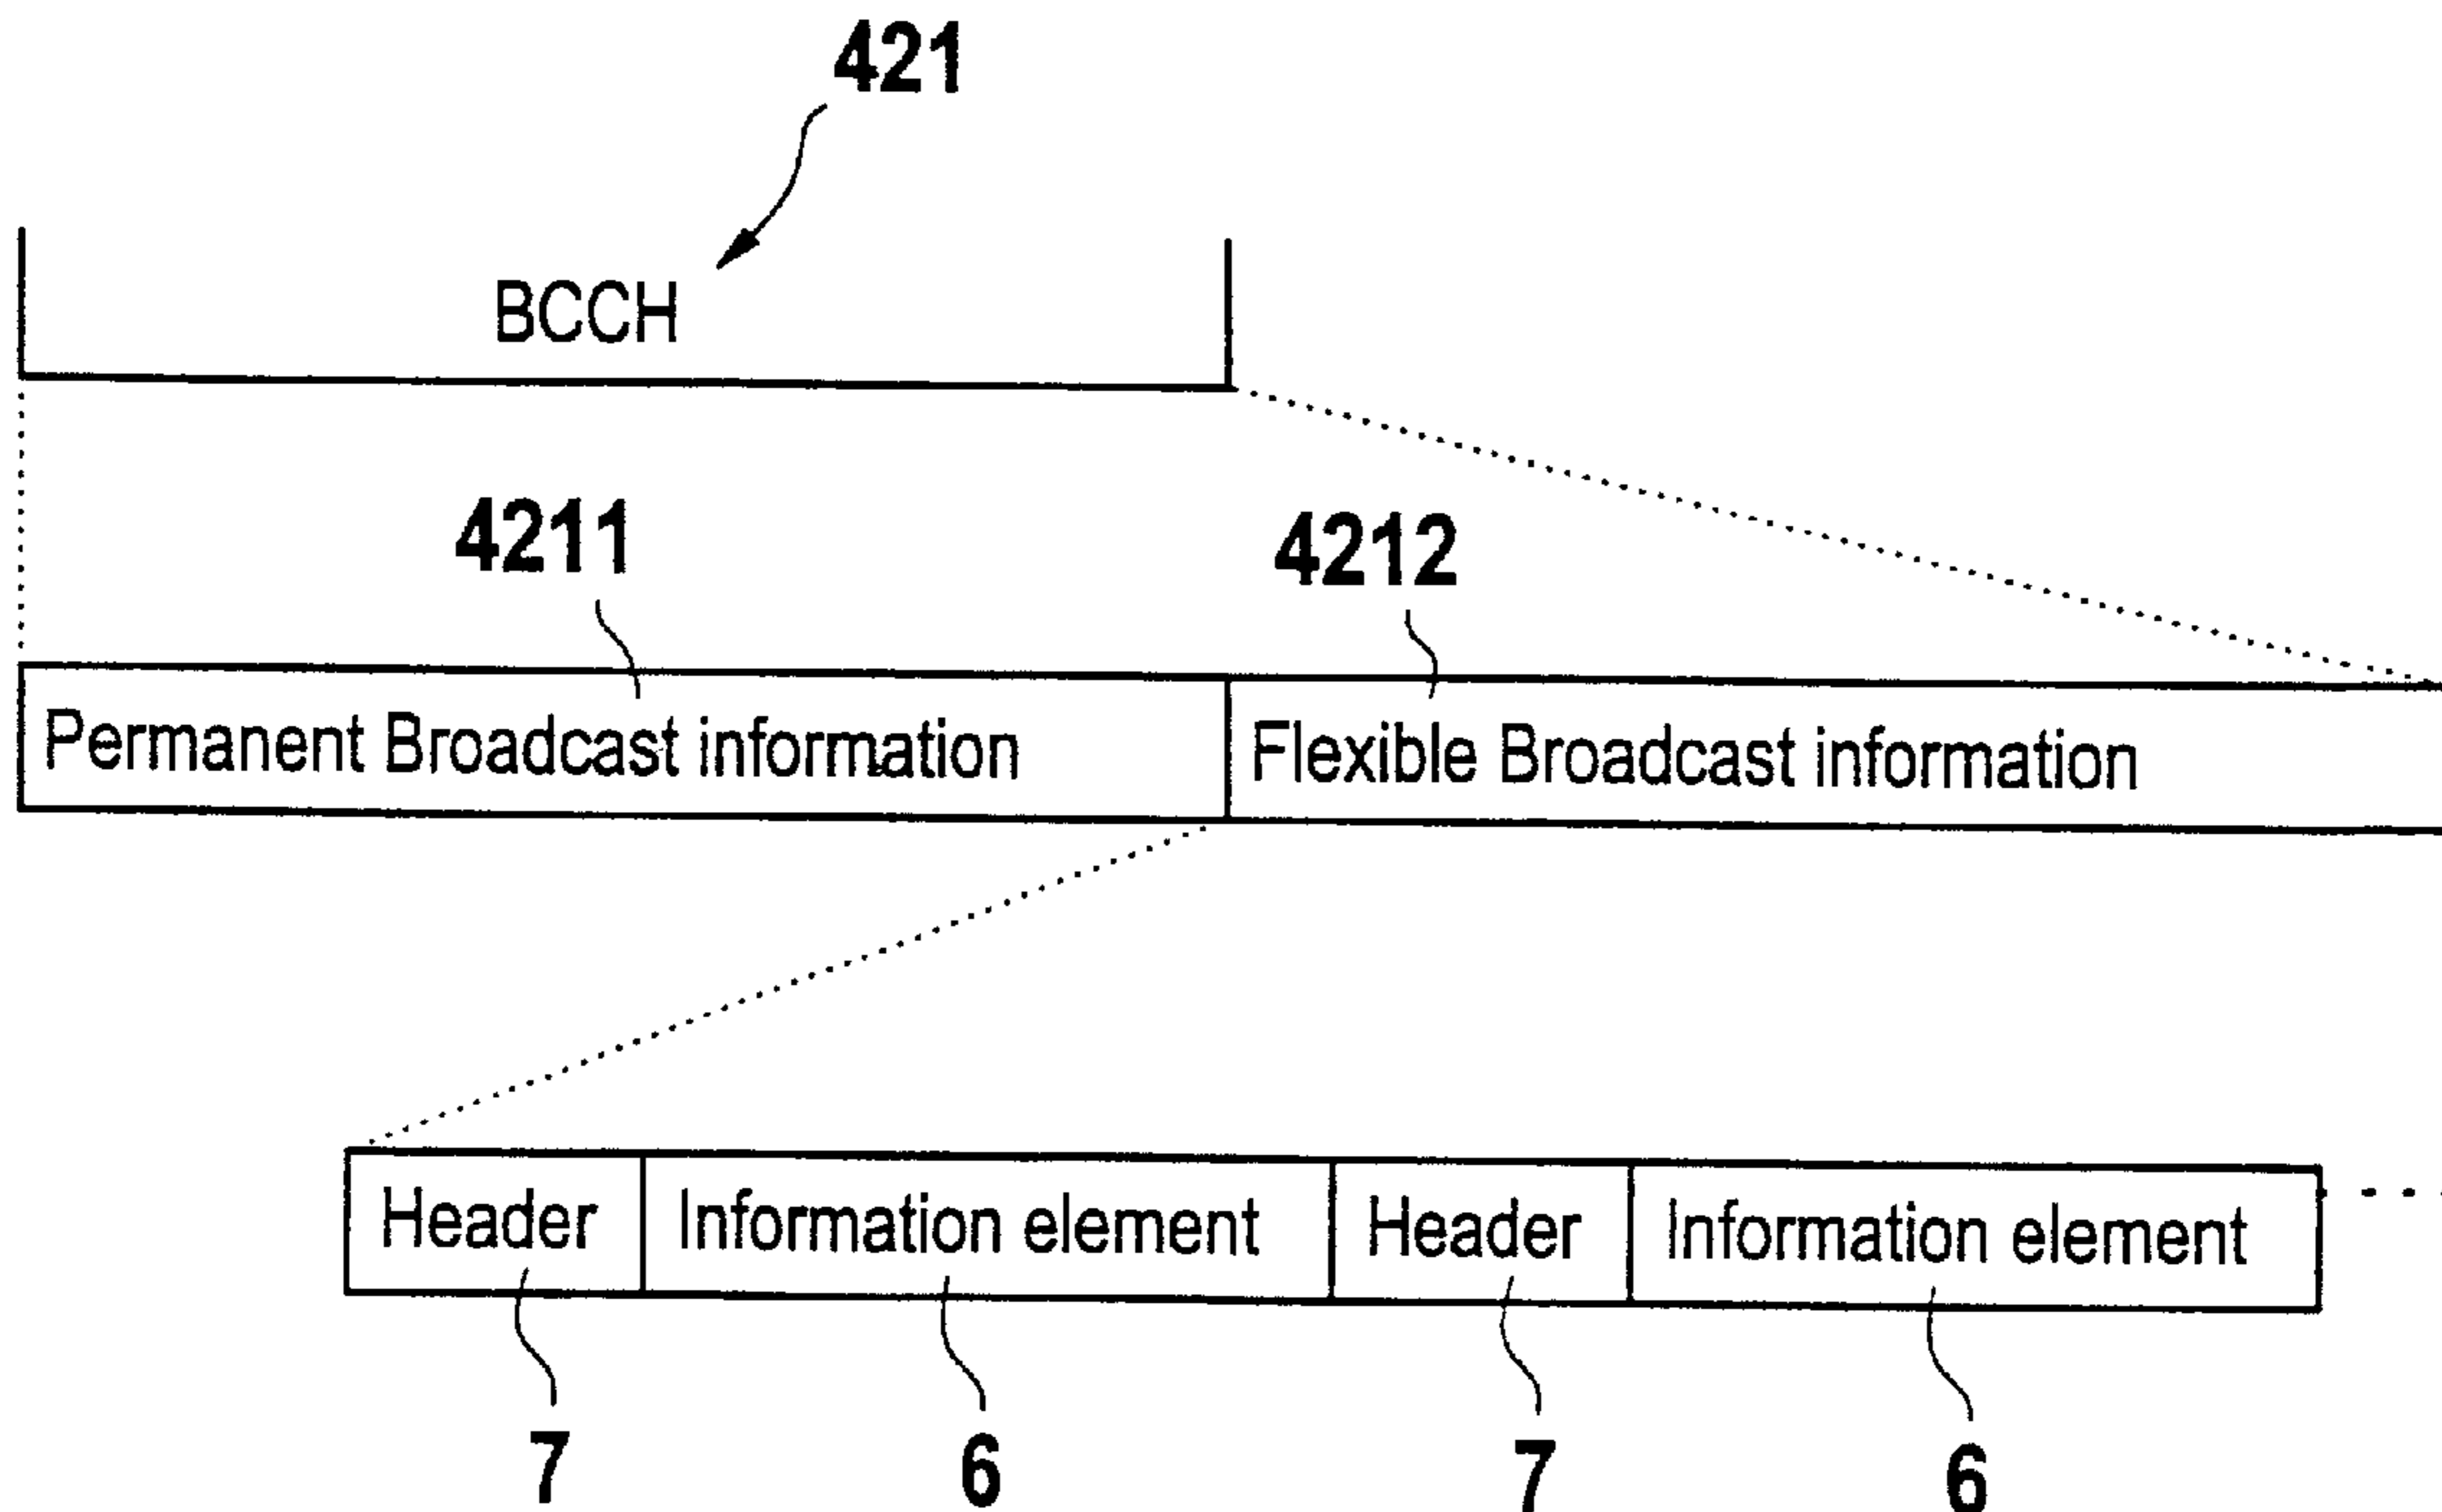 421
BCCH
4211 4212
Permanent Broadcast information Flexible Broadcast information
Header Information element Header Information element
7 6 7 6